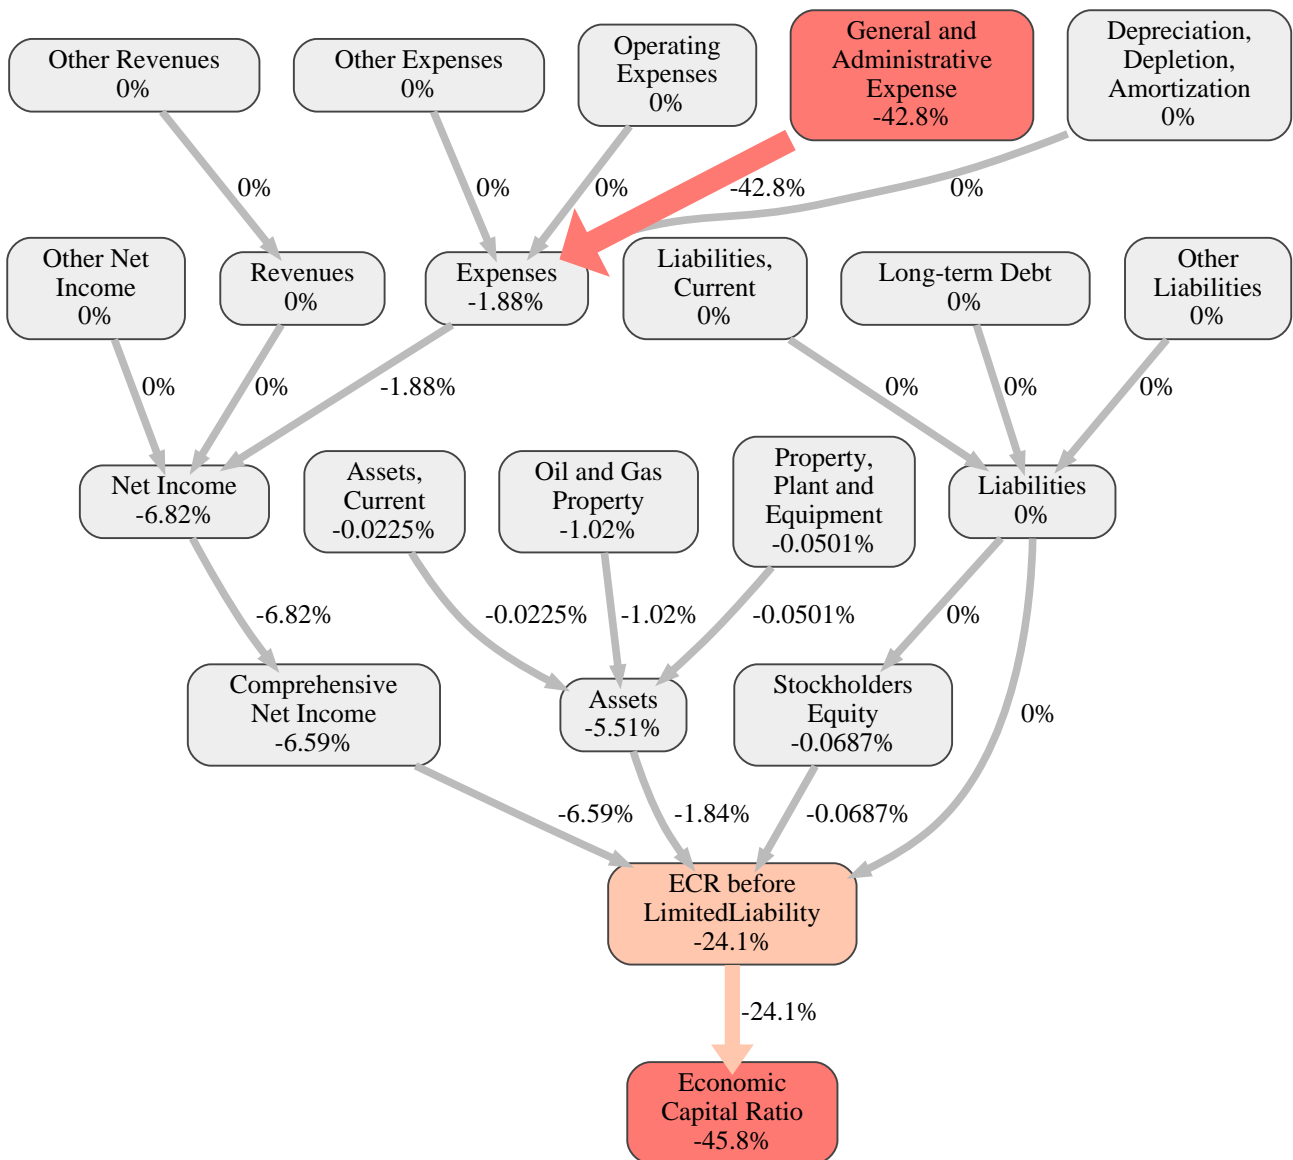 Other Revenues
0%
Other Expenses
0%
Operating
Expenses
0%
General and
Administrative
Expense
-42.8%
Depreciation,
Depletion,
Amortization
0%
0%
0%
0%
-42.8%
0%
Other Net
Income
0%
Revenues
0%
Expenses
-1.88%
Liabilities,
Current
0%
Long-term Debt
0%
Other
Liabilities
0%
0%
0%
-1.88%
0%
0%
0%
Net Income
-6.82%
Assets,
Current
-0.0225%
Oil and Gas
Property
-1.02%
Property,
Plant and
Equipment
-0.0501%
Liabilities
0%
-6.82%
-0.0225%
-1.02%
-0.0501%
0%
Comprehensive
Net Income
-6.59%
Assets
-5.51%
Stockholders
Equity
-0.0687%
0%
-6.59%
-1.84%
-0.0687%
ECR before
LimitedLiability
-24.1%
-24.1%
Economic
Capital Ratio
-45.8%